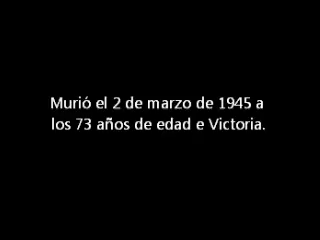 Murió el 2 de marzo de 1945 a
los 73 años de edad e Victoria.